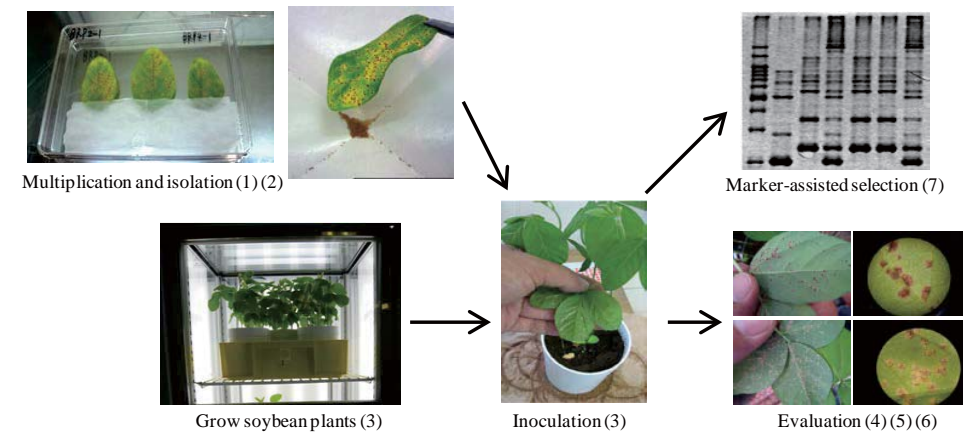 Multiplication and isolation (1) (2)
Marker-assisted selection (7)
Grow soybean plants (3)
Inoculation (3)
Evaluation (4) (5) (6)